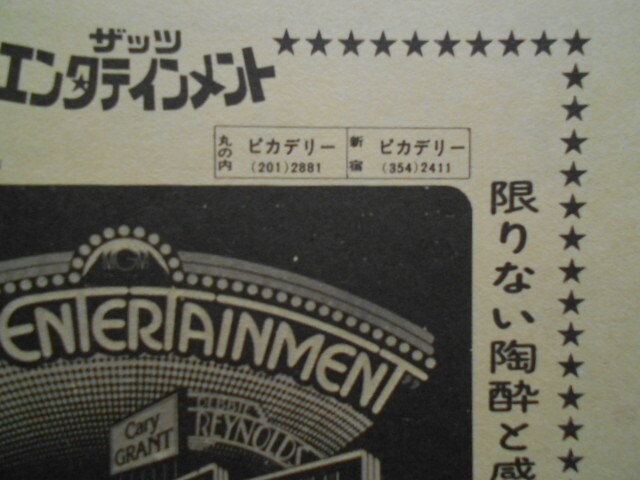 ザッツ
エンタテインメント
丸の内
ピカデリー
(201)2881
新宿
ピカデリー
(354)2411
限りない陶酔と感
MGM
ENTERTAINMENT"
Cary
GRANT
DEBBIE
REYNOLDS